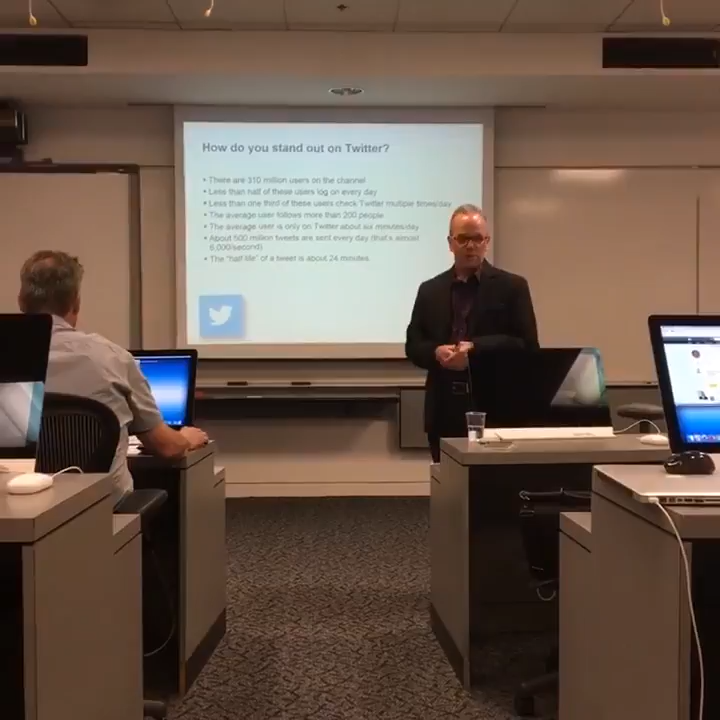 How do you stand out on Twitter?
• There are 310 million users on the channel
• Less than half of these users log on every day
• Less than one third of these users check Twitter multiple times/day
• The average user follows more than 200 people
• The average user is only on Twitter about six minutes/day
• About 500 million tweets are sent every day (that's almost
6,000/second)
• The "half life" of a tweet is about 24 minutes.